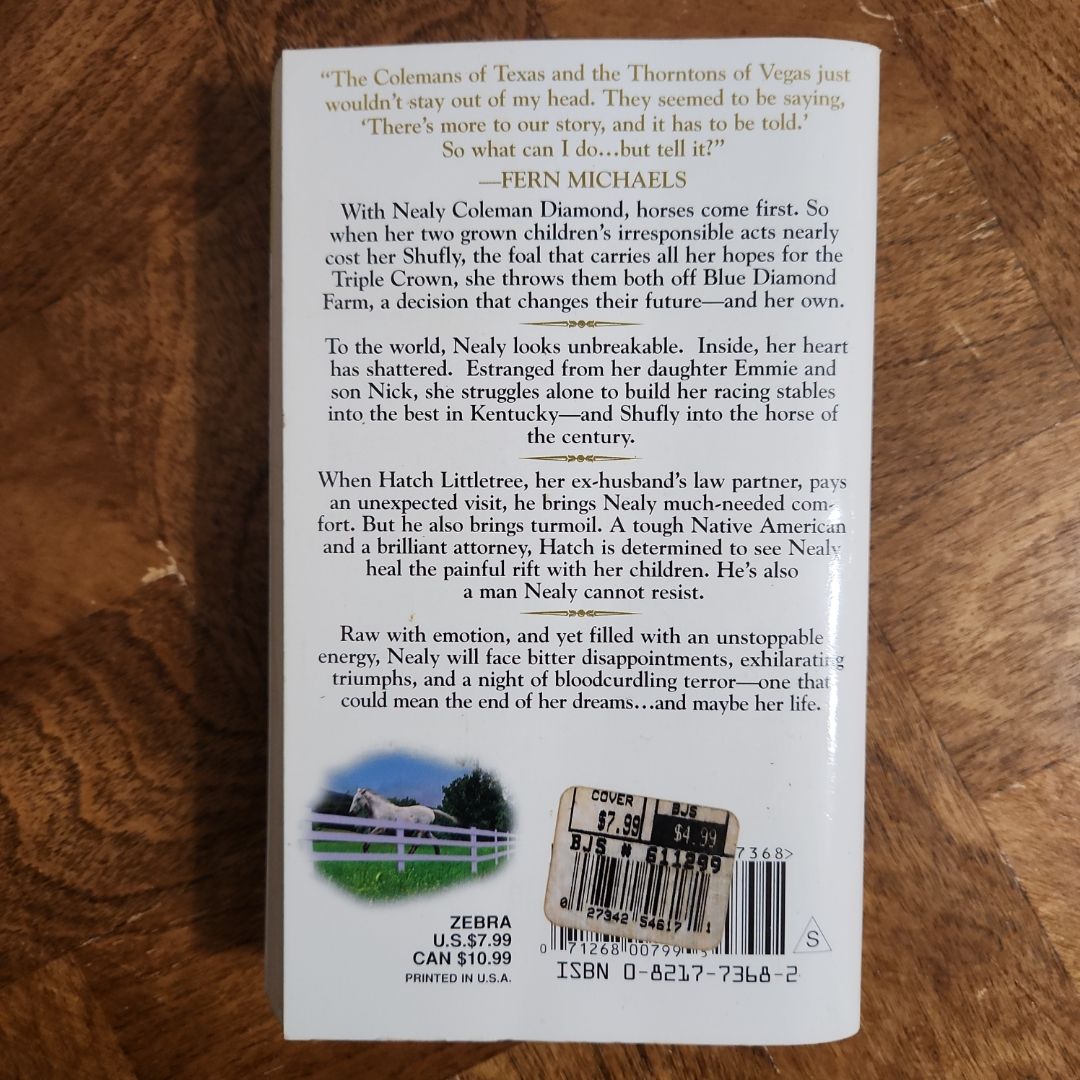 “The Colemans of Texas and the Thorntons of Vegas just
wouldn’t stay out of my head. They seemed to be saying,
‘There’s more to our story, and it has to be told.’
So what can I do...but tell it?”
—FERN MICHAELS
With Nealy Coleman Diamond, horses come first. So
when her two grown children’s irresponsible acts nearly
cost her Shufly, the foal that carries all her hopes for the
Triple Crown, she throws them both off Blue Diamond
Farm, a decision that changes their future—and her own.
To the world, Nealy looks unbreakable. Inside, her heart
has shattered. Estranged from her daughter Emmie and
son Nick, she struggles alone to build her racing stables
into the best in Kentucky—and Shufly into the horse of
the century.
When Hatch Littletree, her ex-husband’s law partner, pays
an unexpected visit, he brings Nealy much-needed com-
fort. But he also brings turmoil. A tough Native American
and a brilliant attorney, Hatch is determined to see Nealy
heal the painful rift with her children. He’s also
a man Nealy cannot resist.
Raw with emotion, and yet filled with an unstoppable
energy, Nealy will face bitter disappointments, exhilarating
triumphs, and a night of bloodcurdling terror—one that
could mean the end of her dreams...and maybe her life.
COVER BJS
$7.99 $4.99
BJS # 611299
0 27342 54617 1
7368>
0 71268 00799 5
S
ZEBRA
U.S.$7.99
CAN $10.99
PRINTED IN U.S.A.
ISBN 0-8217-7368-2